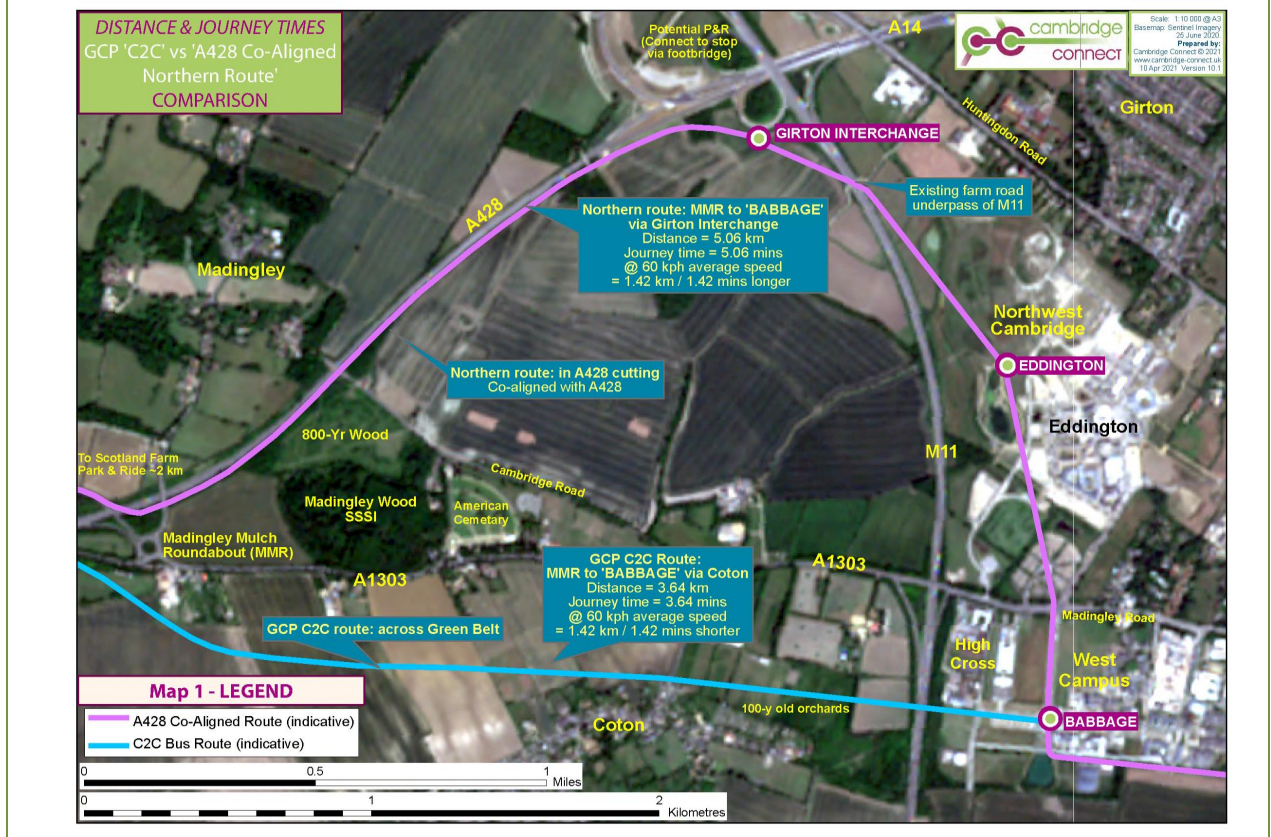 DISTANCE & JOURNEY TIMES
GCP 'C2C' vs 'A428 Co-Aligned
Northern Route'
COMPARISON
Potential P&R
(Connect to stop
via footbridge)
A14
cambridge
connect
Scale: 1:10 000 @ A3
Basemap: Sentinel Imagery
25 June 2020.
Prepared by:
Cambridge Connect © 2021
www.cambridge-connect.uk
10 Apr 2021 Version 10.1
Girton
Huntingdon Road
GIRTON INTERCHANGE
Existing farm road
underpass of M11
A428
Northern route: MMR to 'BABBAGE'
via Girton Interchange
Distance = 5.06 km
Journey time = 5.06 mins
@ 60 kph average speed
= 1.42 km / 1.42 mins longer
Madingley
Northwest
Cambridge
EDDINGTON
Northern route: in A428 cutting
Co-aligned with A428
Eddington
800-Yr Wood
M11
To Scotland Farm
Park & Ride ~2 km
Cambridge Road
Madingley Wood
SSSI
American
Cemetary
Madingley Mulch
Roundabout (MMR)
A1303
GCP C2C Route:
MMR to 'BABBAGE' via Coton
Distance = 3.64 km
Journey time = 3.64 mins
@ 60 kph average speed
= 1.42 km / 1.42 mins shorter
A1303
Madingley Road
GCP C2C route: across Green Belt
High
Cross
West
Campus
Map 1 - LEGEND
A428 Co-Aligned Route (indicative)
C2C Bus Route (indicative)
Coton
100-y old orchards
BABBAGE
0 0.5 1
Miles
0 1 2
Kilometres